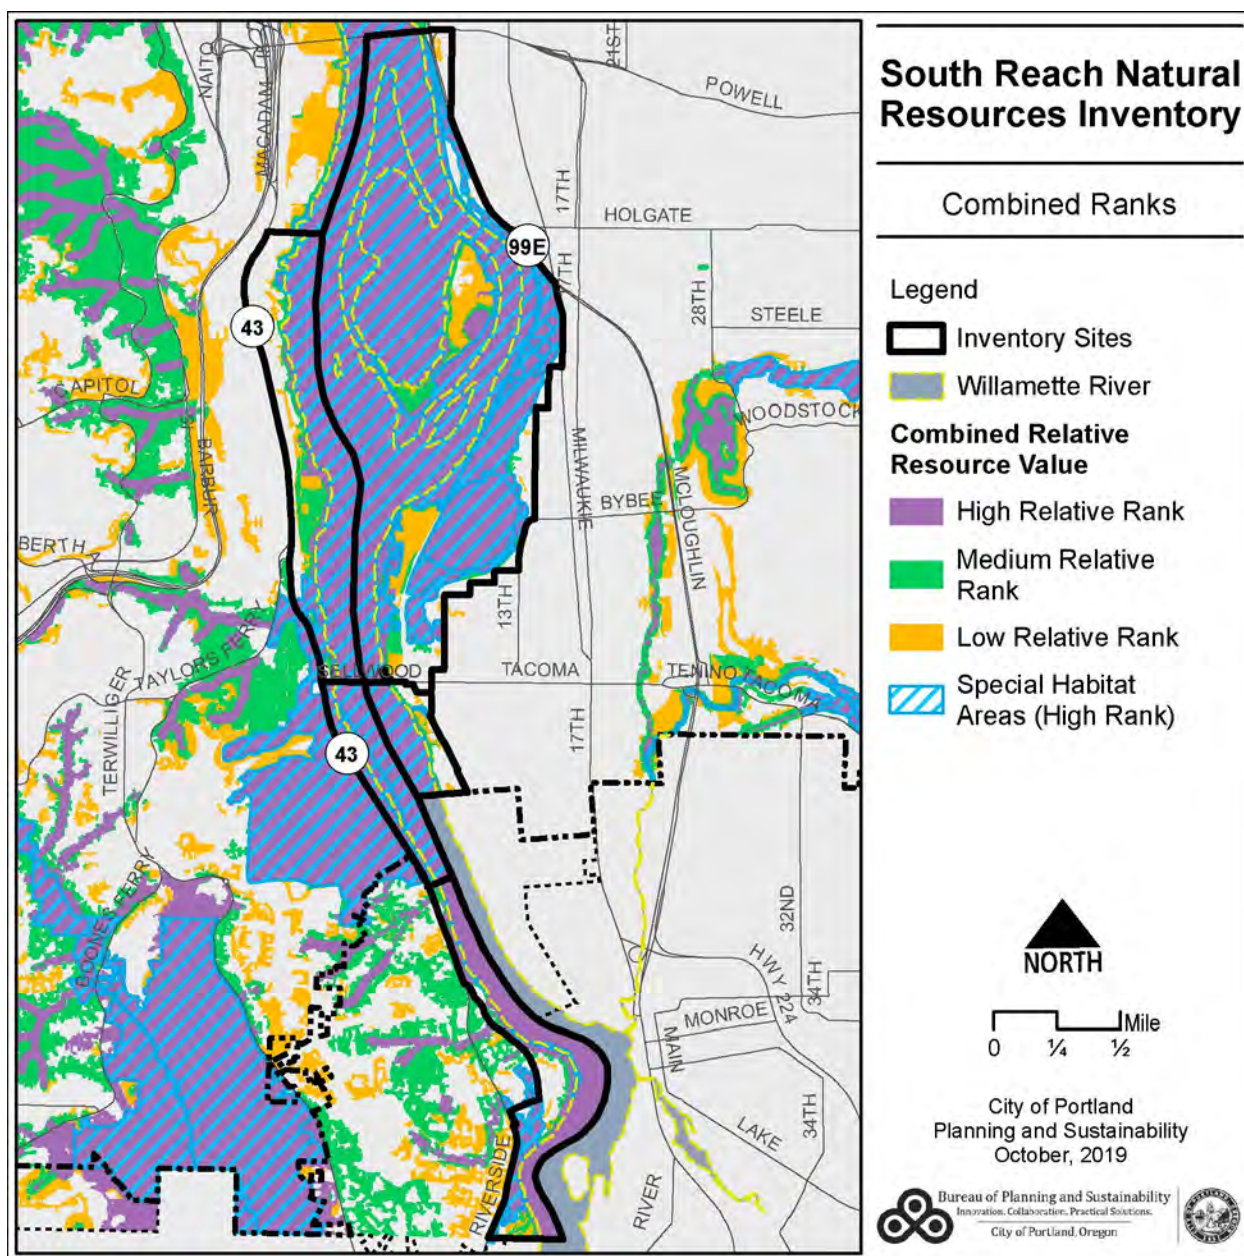 South Reach Natural
Resources Inventory
Combined Ranks
Legend
Inventory Sites
Willamette River
Combined Relative
Resource Value
High Relative Rank
Medium Relative
Rank
Low Relative Rank
Special Habitat
Areas (High Rank)
NORTH
Mile
0 ¼ ½
City of Portland
Planning and Sustainability
October, 2019
Bureau of Planning and Sustainability
Innovation. Collaboration. Practical Solutions.
City of Portland, Oregon
NAITO
MACADAM
21ST
POWELL
17TH
HOLGATE
99E
17TH
43
28TH
STEELE
CAPITOL
WOODSTOCK
BARBUR
MILWAUKIE
BYBEE
MCLOUGHLIN
BERTHA
13TH
TAYLORS FERRY
SELLWOOD
TACOMA
TENINO
TACOMA
TERWILLIGER
17TH
43
BOONES FERRY
32ND
HWY 224
34TH
MONROE
MAIN
LAKE
34TH
RIVERSIDE
RIVER